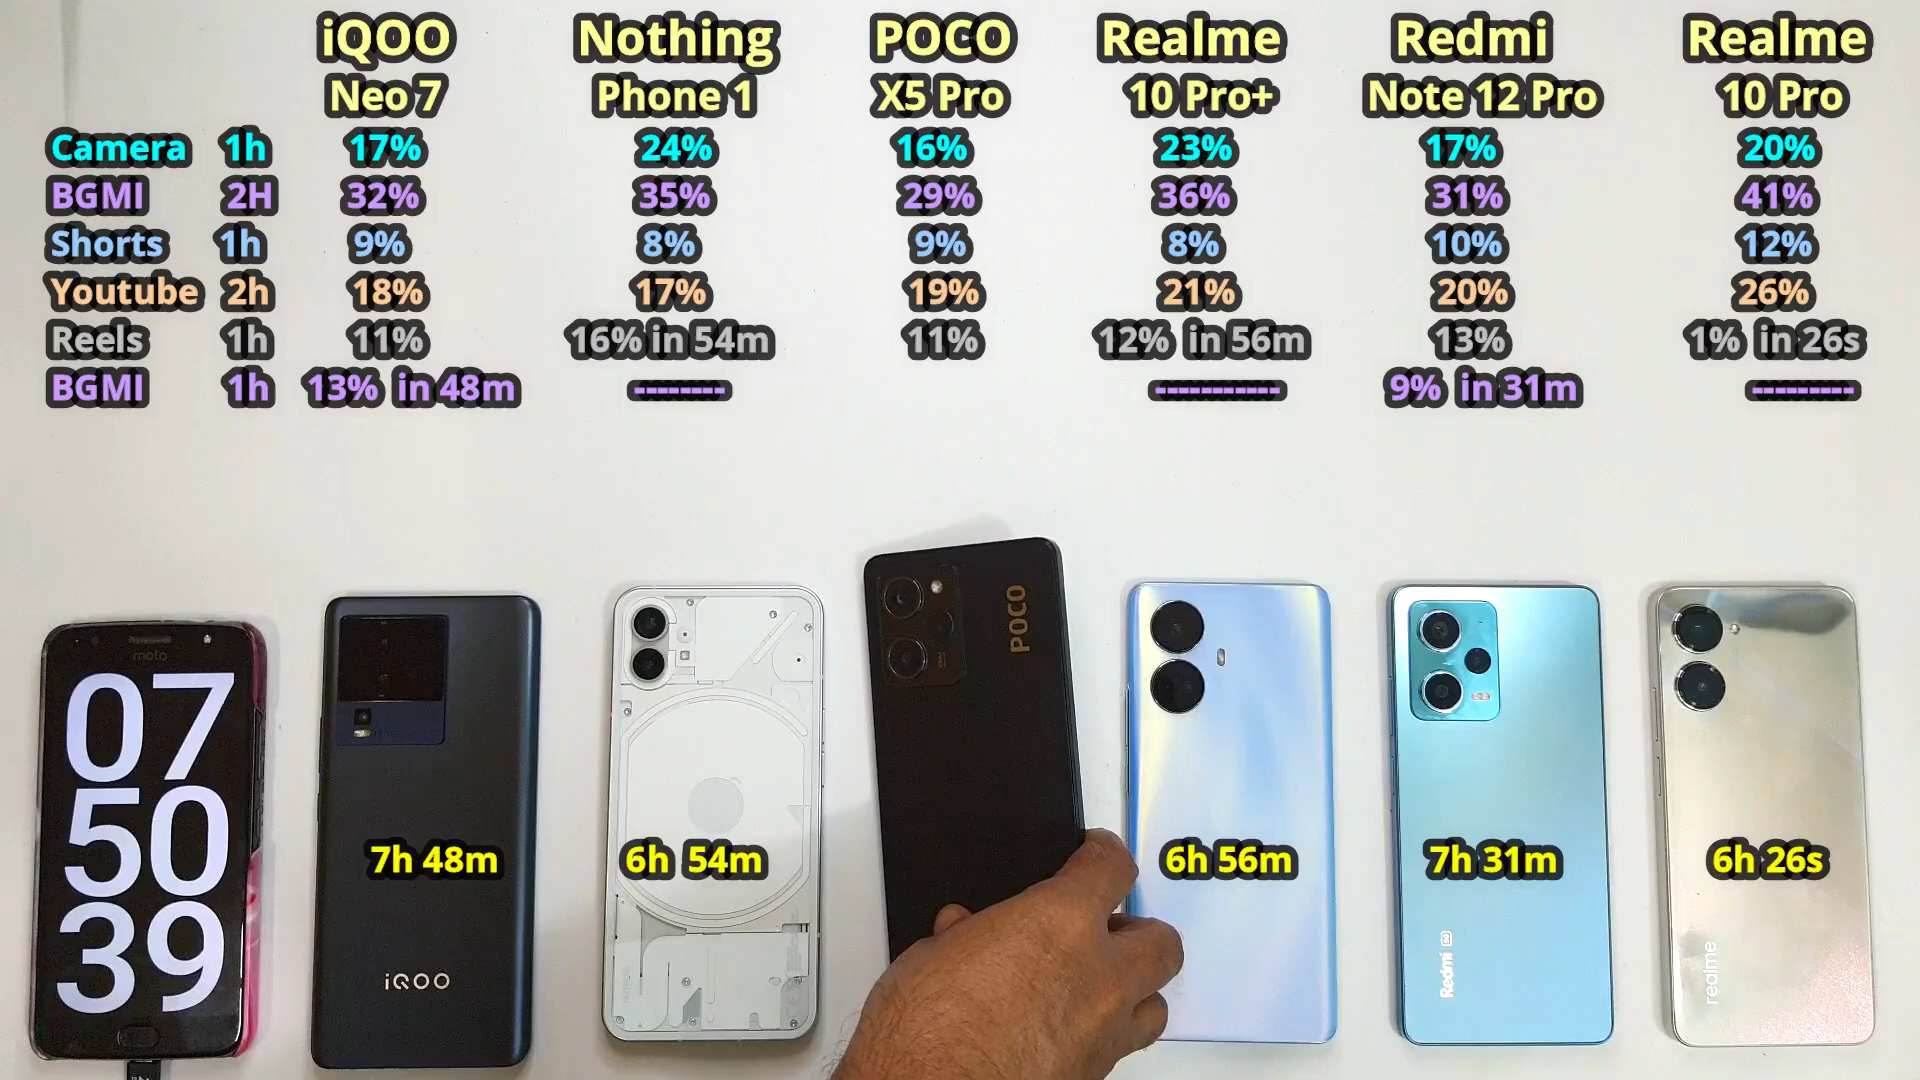 iQOO Nothing POCO Realme Redmi Realme
Neo 7 Phone 1 X5 Pro 10 Pro+ Note 12 Pro 10 Pro
Camera 1h 17% 24% 16% 23% 17% 20%
BGMI 2H 32% 35% 29% 36% 31% 41%
Shorts 1h 9% 8% 9% 8% 10% 12%
Youtube 2h 18% 17% 19% 21% 20% 26%
Reels 1h 11% 16% in 54m 11% 12% in 56m 13% 1% in 26s
BGMI 1h 13% in 48m -------- ----------- 9% in 31m ---------
POCO
moto
07
50
39
7h 48m 6h 54m 6h 56m 7h 31m 6h 26s
iQOO
Redmi 5G
realme